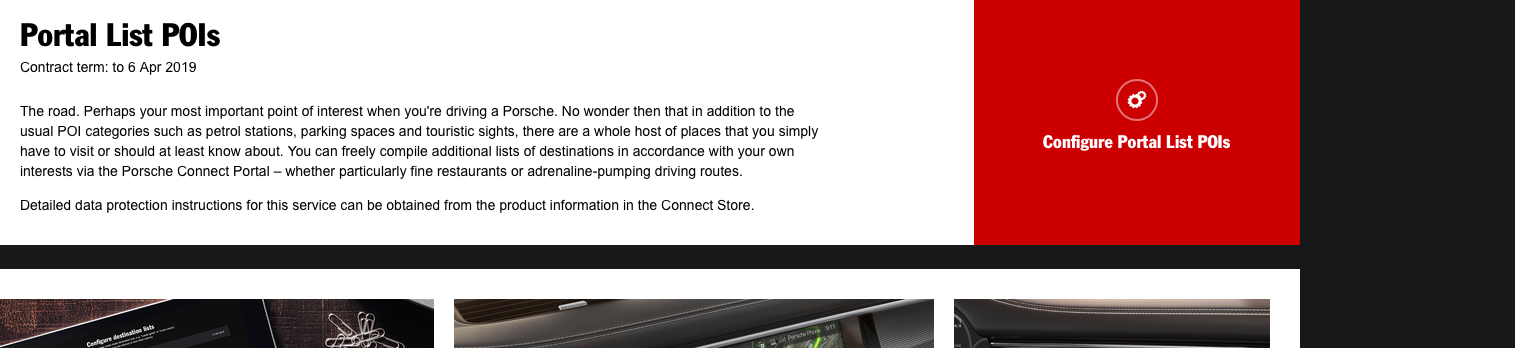 Portal List POIs
Contract term: to 6 Apr 2019
The road. Perhaps your most important point of interest when you're driving a Porsche. No wonder then that in addition to the
usual POI categories such as petrol stations, parking spaces and touristic sights, there are a whole host of places that you simply
have to visit or should at least know about. You can freely compile additional lists of destinations in accordance with your own
interests via the Porsche Connect Portal – whether particularly fine restaurants or adrenaline-pumping driving routes.
Detailed data protection instructions for this service can be obtained from the product information in the Connect Store.
Configure Portal List POIs
Configure destination lists
Porsche Phone
911